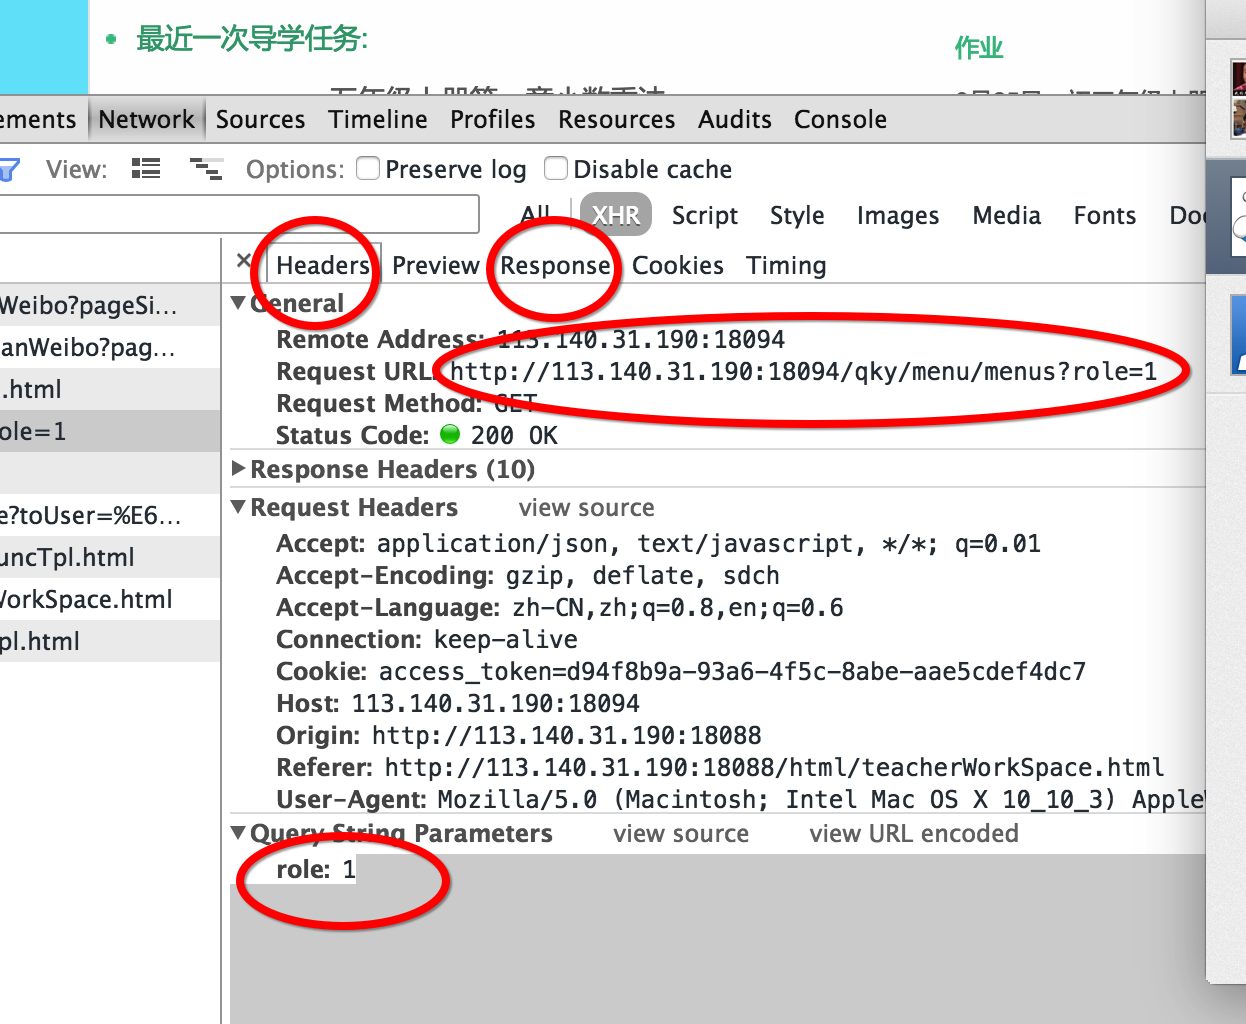 最近一次导学任务:
作业
ements Network Sources Timeline Profiles Resources Audits Console
View: Options: Preserve log Disable cache
All XHR Script Style Images Media Fonts Doc
× Headers Preview Response Cookies Timing
Weibo?pageSi...
anWeibo?pag...
.html
ole=1
e?toUser=%E6...
uncTpl.html
WorkSpace.html
pl.html
General
Remote Address: 113.140.31.190:18094
Request URL: http://113.140.31.190:18094/qky/menu/menus?role=1
Request Method: GET
Status Code: 200 OK
Response Headers (10)
Request Headers view source
Accept: application/json, text/javascript, */*; q=0.01
Accept-Encoding: gzip, deflate, sdch
Accept-Language: zh-CN,zh;q=0.8,en;q=0.6
Connection: keep-alive
Cookie: access_token=d94f8b9a-93a6-4f5c-8abe-aae5cdef4dc7
Host: 113.140.31.190:18094
Origin: http://113.140.31.190:18088
Referer: http://113.140.31.190:18088/html/teacherWorkSpace.html
User-Agent: Mozilla/5.0 (Macintosh; Intel Mac OS X 10_10_3) AppleW
Query String Parameters view source view URL encoded
role: 1